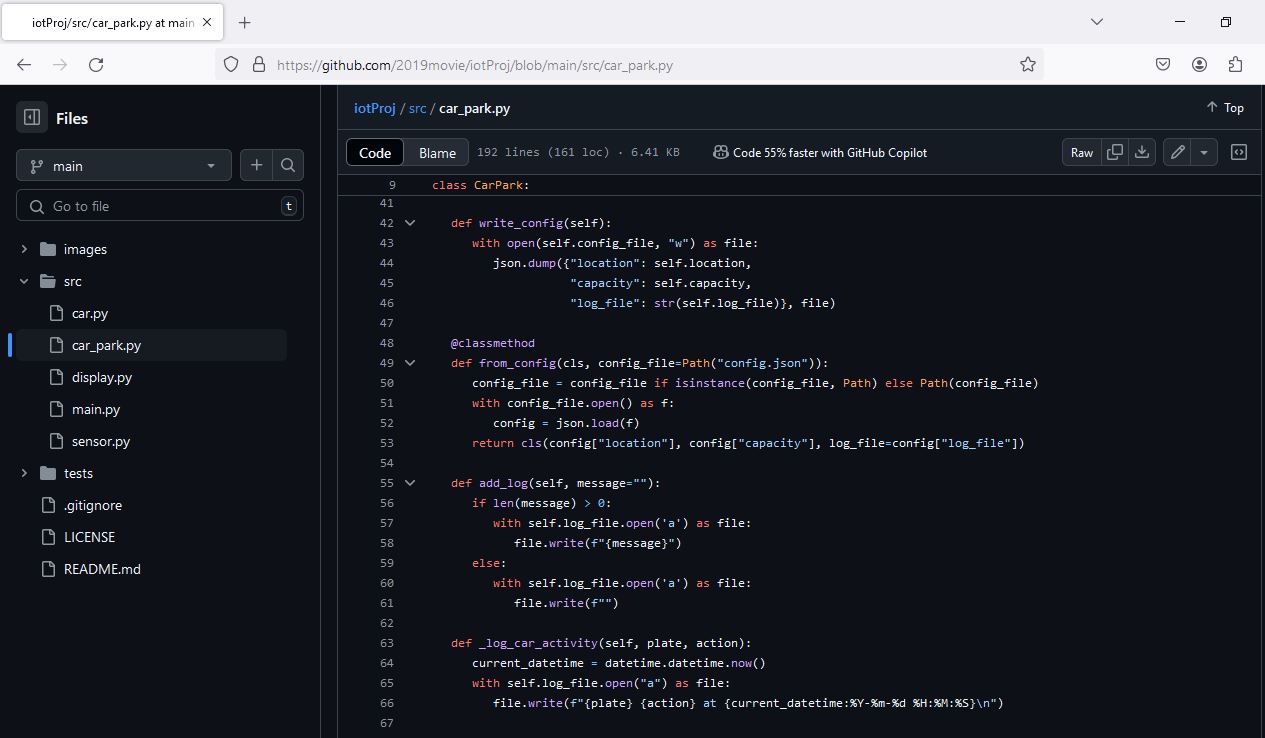 iotProj/src/car_park.py at main
https://github.com/2019movie/iotProj/blob/main/src/car_park.py
Files
main
Go to file
t
images
src
car.py
car_park.py
display.py
main.py
sensor.py
tests
.gitignore
LICENSE
README.md
iotProj / src / car_park.py
Top
Code Blame 192 lines (161 loc) · 6.41 KB Code 55% faster with GitHub Copilot Raw
9 class CarPark:
41
42 def write_config(self):
43 with open(self.config_file, "w") as file:
44 json.dump({"location": self.location,
45 "capacity": self.capacity,
46 "log_file": str(self.log_file)}, file)
47
48 @classmethod
49 def from_config(cls, config_file=Path("config.json")):
50 config_file = config_file if isinstance(config_file, Path) else Path(config_file)
51 with config_file.open() as f:
52 config = json.load(f)
53 return cls(config["location"], config["capacity"], log_file=config["log_file"])
54
55 def add_log(self, message=""):
56 if len(message) > 0:
57 with self.log_file.open('a') as file:
58 file.write(f"{message}")
59 else:
60 with self.log_file.open('a') as file:
61 file.write(f"")
62
63 def _log_car_activity(self, plate, action):
64 current_datetime = datetime.datetime.now()
65 with self.log_file.open("a") as file:
66 file.write(f"{plate} {action} at {current_datetime:%Y-%m-%d %H:%M:%S}\n")
67